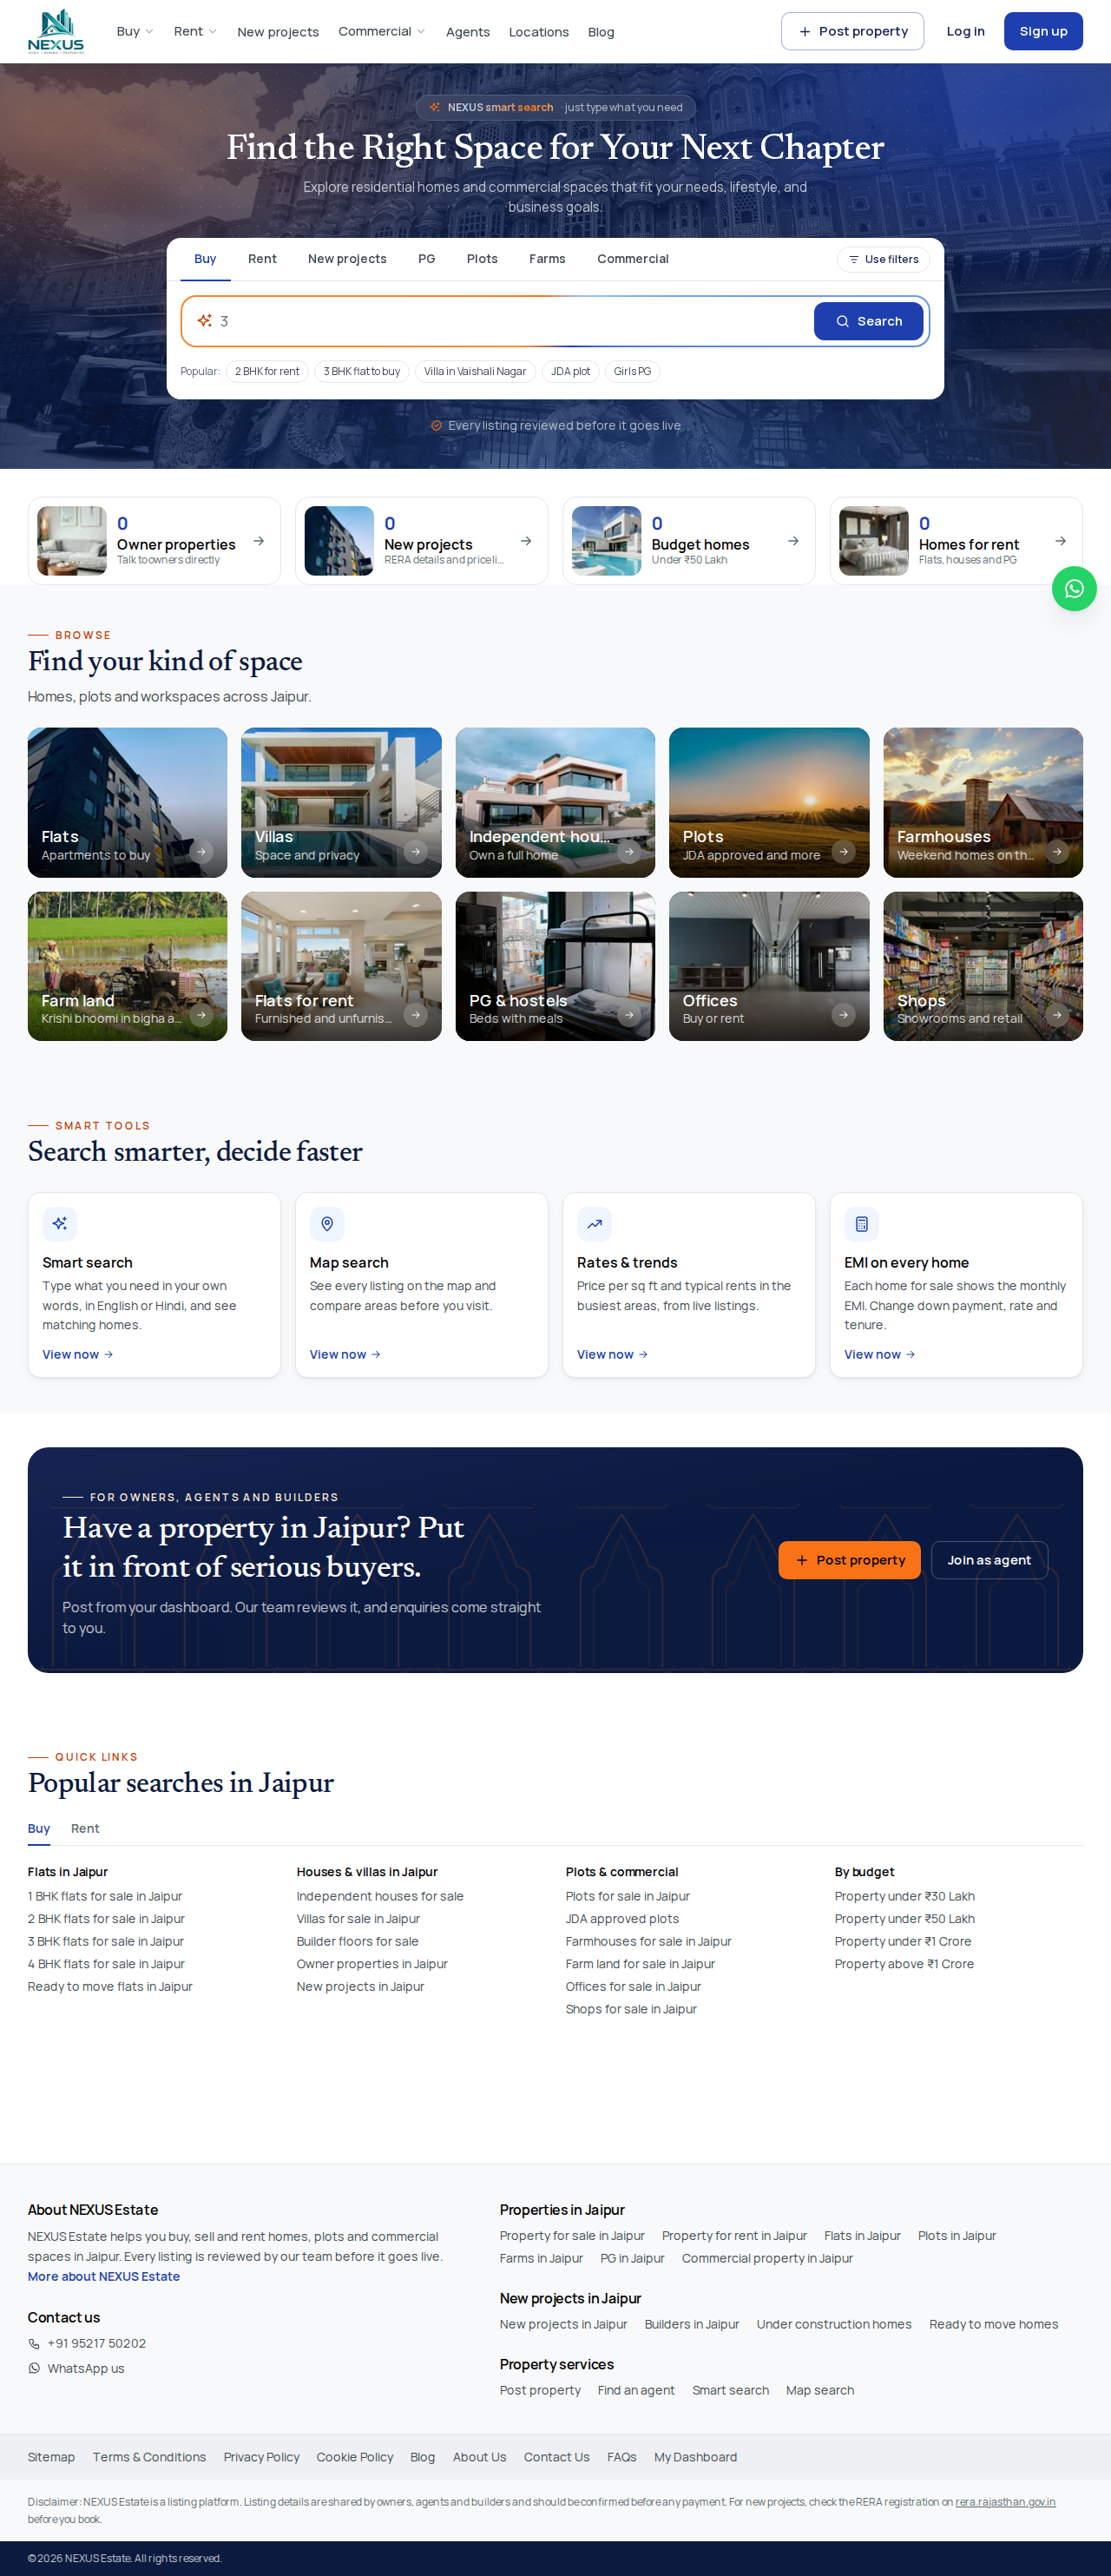 NEXUS
Buy
Rent
New projects
Commercial
Agents
Locations
Blog
Post property
Log in
Sign up
NEXUS smart search · just type what you need
Find the Right Space for Your Next Chapter
Explore residential homes and commercial spaces that fit your needs, lifestyle, and
business goals.
Buy
Rent
New projects
PG
Plots
Farms
Commercial
Use filters
3
Search
Popular:
2 BHK for rent
3 BHK flat to buy
Villa in Vaishali Nagar
JDA plot
Girls PG
Every listing reviewed before it goes live
0
Owner properties
Talk to owners directly
0
New projects
RERA details and price li...
0
Budget homes
Under ₹50 Lakh
0
Homes for rent
Flats, houses and PG
BROWSE
Find your kind of space
Homes, plots and workspaces across Jaipur.
Flats
Apartments to buy
Villas
Space and privacy
Independent hou...
Own a full home
Plots
JDA approved and more
Farmhouses
Weekend homes on th...
Farm land
Krishi bhoomi in bigha a...
Flats for rent
Furnished and unfurnis...
PG & hostels
Beds with meals
Offices
Buy or rent
Shops
Showrooms and retail
SMART TOOLS
Search smarter, decide faster
Smart search
Type what you need in your own
words, in English or Hindi, and see
matching homes.
View now
Map search
See every listing on the map and
compare areas before you visit.
View now
Rates & trends
Price per sq ft and typical rents in the
busiest areas, from live listings.
View now
EMI on every home
Each home for sale shows the monthly
EMI. Change down payment, rate and
tenure.
View now
FOR OWNERS, AGENTS AND BUILDERS
Have a property in Jaipur? Put
it in front of serious buyers.
Post from your dashboard. Our team reviews it, and enquiries come straight
to you.
Post property
Join as agent
QUICK LINKS
Popular searches in Jaipur
Buy
Rent
Flats in Jaipur
1 BHK flats for sale in Jaipur
2 BHK flats for sale in Jaipur
3 BHK flats for sale in Jaipur
4 BHK flats for sale in Jaipur
Ready to move flats in Jaipur
Houses & villas in Jaipur
Independent houses for sale
Villas for sale in Jaipur
Builder floors for sale
Owner properties in Jaipur
New projects in Jaipur
Plots & commercial
Plots for sale in Jaipur
JDA approved plots
Farmhouses for sale in Jaipur
Farm land for sale in Jaipur
Offices for sale in Jaipur
Shops for sale in Jaipur
By budget
Property under ₹30 Lakh
Property under ₹50 Lakh
Property under ₹1 Crore
Property above ₹1 Crore
About NEXUS Estate
NEXUS Estate helps you buy, sell and rent homes, plots and commercial
spaces in Jaipur. Every listing is reviewed by our team before it goes live.
More about NEXUS Estate
Contact us
+91 95217 50202
WhatsApp us
Properties in Jaipur
Property for sale in Jaipur
Property for rent in Jaipur
Flats in Jaipur
Plots in Jaipur
Farms in Jaipur
PG in Jaipur
Commercial property in Jaipur
New projects in Jaipur
New projects in Jaipur
Builders in Jaipur
Under construction homes
Ready to move homes
Property services
Post property
Find an agent
Smart search
Map search
Sitemap
Terms & Conditions
Privacy Policy
Cookie Policy
Blog
About Us
Contact Us
FAQs
My Dashboard
Disclaimer: NEXUS Estate is a listing platform. Listing details are shared by owners, agents and builders and should be confirmed before any payment. For new projects, check the RERA registration on rera.rajasthan.gov.in
before you book.
© 2026 NEXUS Estate. All rights reserved.